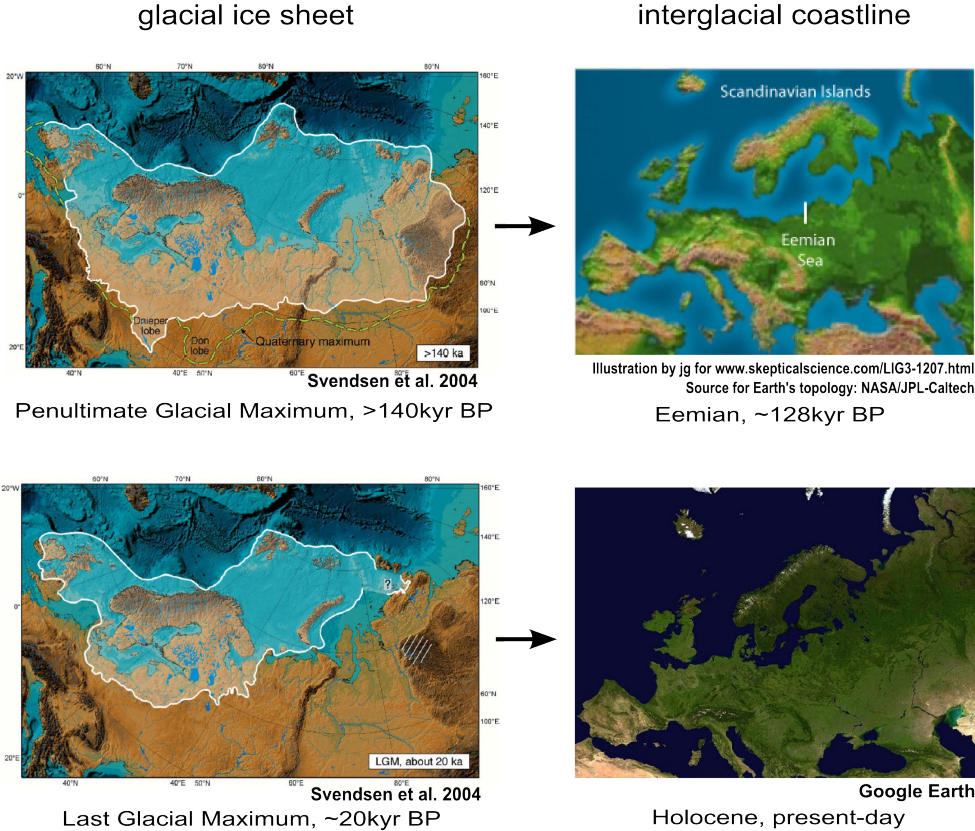 glacial ice sheet
interglacial coastline
60°N 70°N 80°N 80°N
20°W
160°E
140°E
0°
120°E
60°N
100°E
20°E
40°N 50°N 60°E 80°E
Dnieper
lobe
Don
lobe
Quaternary maximum
>140 ka
Svendsen et al. 2004
Penultimate Glacial Maximum, >140kyr BP
Scandinavian Islands
Eemian
Sea
Illustration by jg for www.skepticalscience.com/LIG3-1207.html
Source for Earth's topology: NASA/JPL-Caltech
Eemian, ~128kyr BP
60°N 70°N 80°N 80°N
20°W
160°E
140°E
?
0°
120°E
60°N
100°E
20°E
LGM, about 20 ka
40°E 50°N 60°E 80°E
Svendsen et al. 2004
Last Glacial Maximum, ~20kyr BP
Google Earth
Holocene, present-day